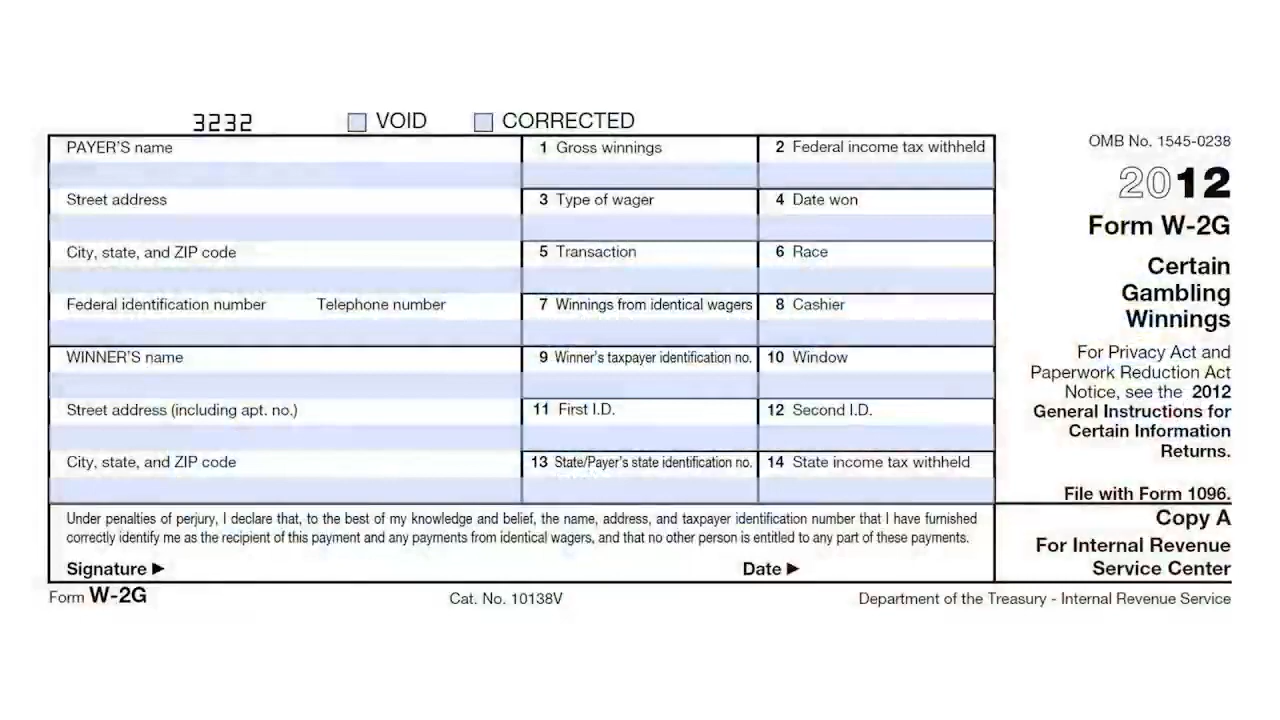 3232 VOID CORRECTED
PAYER'S name
1 Gross winnings
2 Federal income tax withheld
Street address
3 Type of wager
4 Date won
City, state, and ZIP code
5 Transaction
6 Race
Federal identification number Telephone number
7 Winnings from identical wagers
8 Cashier
WINNER'S name
9 Winner's taxpayer identification no.
10 Window
Street address (including apt. no.)
11 First I.D.
12 Second I.D.
City, state, and ZIP code
13 State/Payer's state identification no.
14 State income tax withheld
Under penalties of perjury, I declare that, to the best of my knowledge and belief, the name, address, and taxpayer identification number that I have furnished
correctly identify me as the recipient of this payment and any payments from identical wagers, and that no other person is entitled to any part of these payments.
Signature ▶ Date ▶
OMB No. 1545-0238
2012
Form W-2G
Certain
Gambling
Winnings
For Privacy Act and
Paperwork Reduction Act
Notice, see the 2012
General Instructions for
Certain Information
Returns.
File with Form 1096.
Copy A
For Internal Revenue
Service Center
Form W-2G Cat. No. 10138V Department of the Treasury - Internal Revenue Service